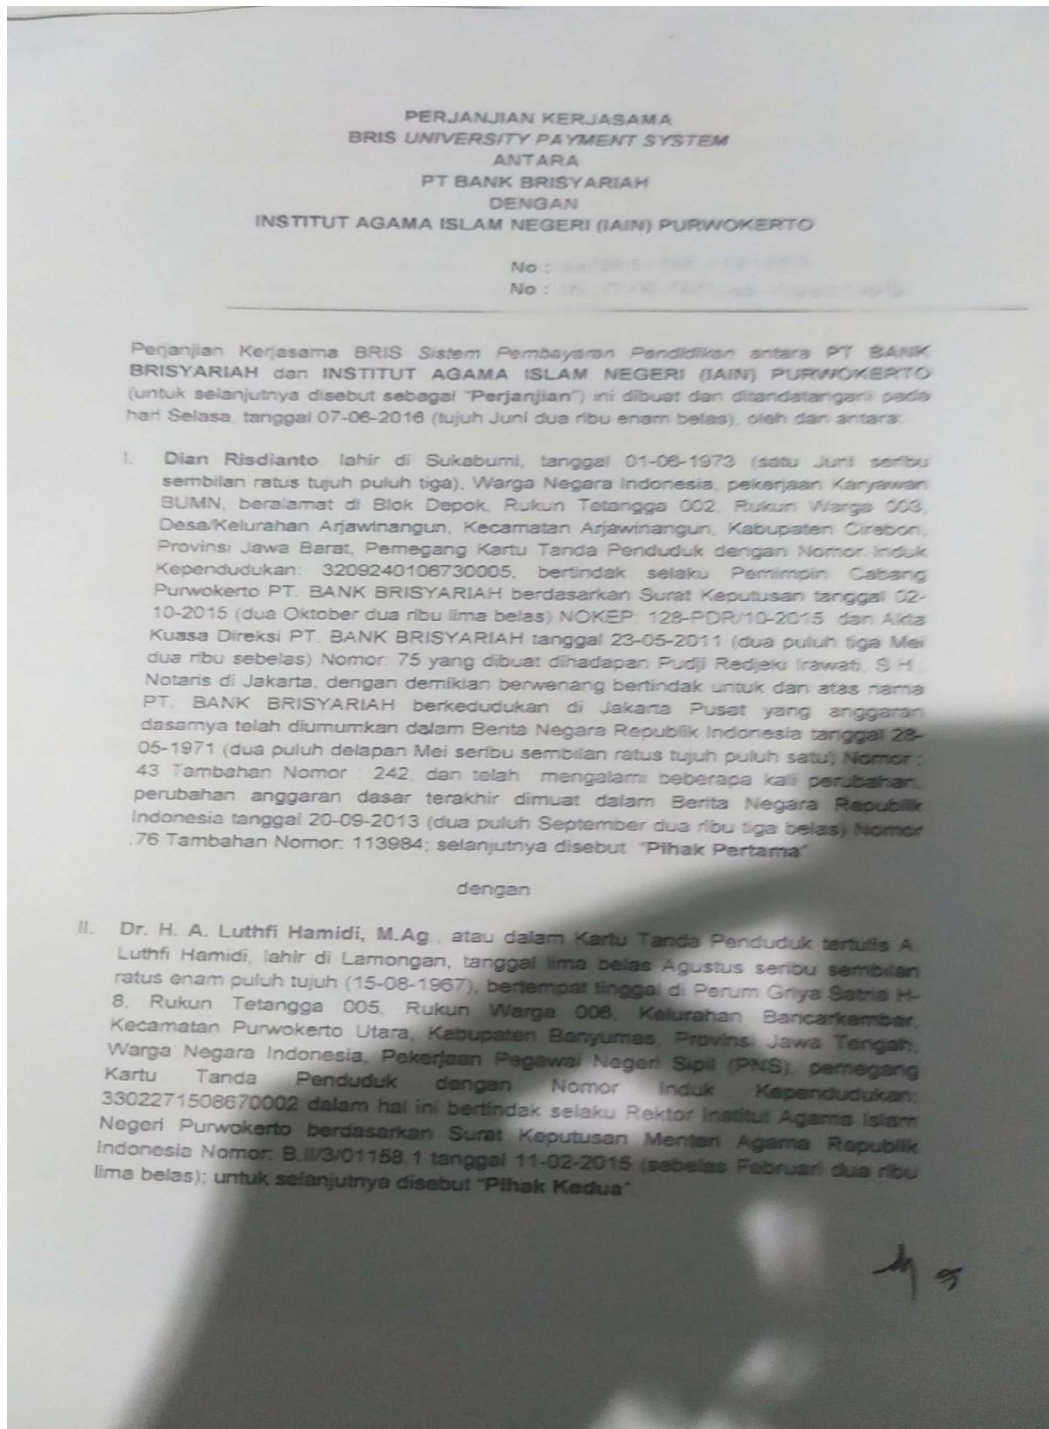 PERJANJIAN KERJASAMA
BRIS UNIVERSITY PAYMENT SYSTEM
ANTARA
PT BANK BRISYARIAH
DENGAN
INSTITUT AGAMA ISLAM NEGERI (IAIN) PURWOKERTO
No :
No :
Perjanjian Kerjasama BRIS Sistem Pembayaran Pendidikan antara PT BANK
BRISYARIAH dan INSTITUT AGAMA ISLAM NEGERI (IAIN) PURWOKERTO
(untuk selanjutnya disebut sebagai "Perjanjian") ini dibuat dan ditandatangani pada
hari Selasa, tanggal 07-06-2016 (tujuh Juni dua ribu enam belas), oleh dan antara:
I. Dian Risdianto, lahir di Sukabumi, tanggal 01-06-1973 (satu Juni seribu
sembilan ratus tujuh puluh tiga), Warga Negara Indonesia, pekerjaan Karyawan
BUMN, beralamat di Blok Depok, Rukun Tetangga 002, Rukun Warga 003,
Desa/Kelurahan Arjawinangun, Kecamatan Arjawinangun, Kabupaten Cirebon,
Provinsi Jawa Barat, Pemegang Kartu Tanda Penduduk dengan Nomor Induk
Kependudukan: 3209240106730005, bertindak selaku Pemimpin Cabang
Purwokerto PT. BANK BRISYARIAH berdasarkan Surat Keputusan tanggal 02-
10-2015 (dua Oktober dua ribu lima belas) NOKEP: 128-PDR/10-2015 dan Akta
Kuasa Direksi PT. BANK BRISYARIAH tanggal 23-05-2011 (dua puluh tiga Mei
dua ribu sebelas) Nomor: 75 yang dibuat dihadapan Pudji Redjeki Irawati, S.H.,
Notaris di Jakarta, dengan demikian berwenang bertindak untuk dan atas nama
PT. BANK BRISYARIAH berkedudukan di Jakarta Pusat yang anggaran
dasarnya telah diumumkan dalam Berita Negara Republik Indonesia tanggal 28-
05-1971 (dua puluh delapan Mei seribu sembilan ratus tujuh puluh satu) Nomor :
43 Tambahan Nomor : 242, dan telah mengalami beberapa kali perubahan,
perubahan anggaran dasar terakhir dimuat dalam Berita Negara Republik
Indonesia tanggal 20-09-2013 (dua puluh September dua ribu tiga belas) Nomor
:76 Tambahan Nomor: 113984; selanjutnya disebut "Pihak Pertama"
dengan
II. Dr. H. A. Luthfi Hamidi, M.Ag., atau dalam Kartu Tanda Penduduk tertulis A.
Luthfi Hamidi, lahir di Lamongan, tanggal lima belas Agustus seribu sembilan
ratus enam puluh tujuh (15-08-1967), bertempat tinggal di Perum Griya Satria H-
8, Rukun Tetangga 005, Rukun Warga 006, Kelurahan Bancarkembar,
Kecamatan Purwokerto Utara, Kabupaten Banyumas, Provinsi Jawa Tengah,
Warga Negara Indonesia, Pekerjaan Pegawai Negeri Sipil (PNS), pemegang
Kartu Tanda Penduduk dengan Nomor Induk Kependudukan:
3302271508670002 dalam hal ini bertindak selaku Rektor Institut Agama Islam
Negeri Purwokerto berdasarkan Surat Keputusan Menteri Agama Republik
Indonesia Nomor: B.II/3/01158.1 tanggal 11-02-2015 (sebelas Februari dua ribu
lima belas); untuk selanjutnya disebut "Pihak Kedua".